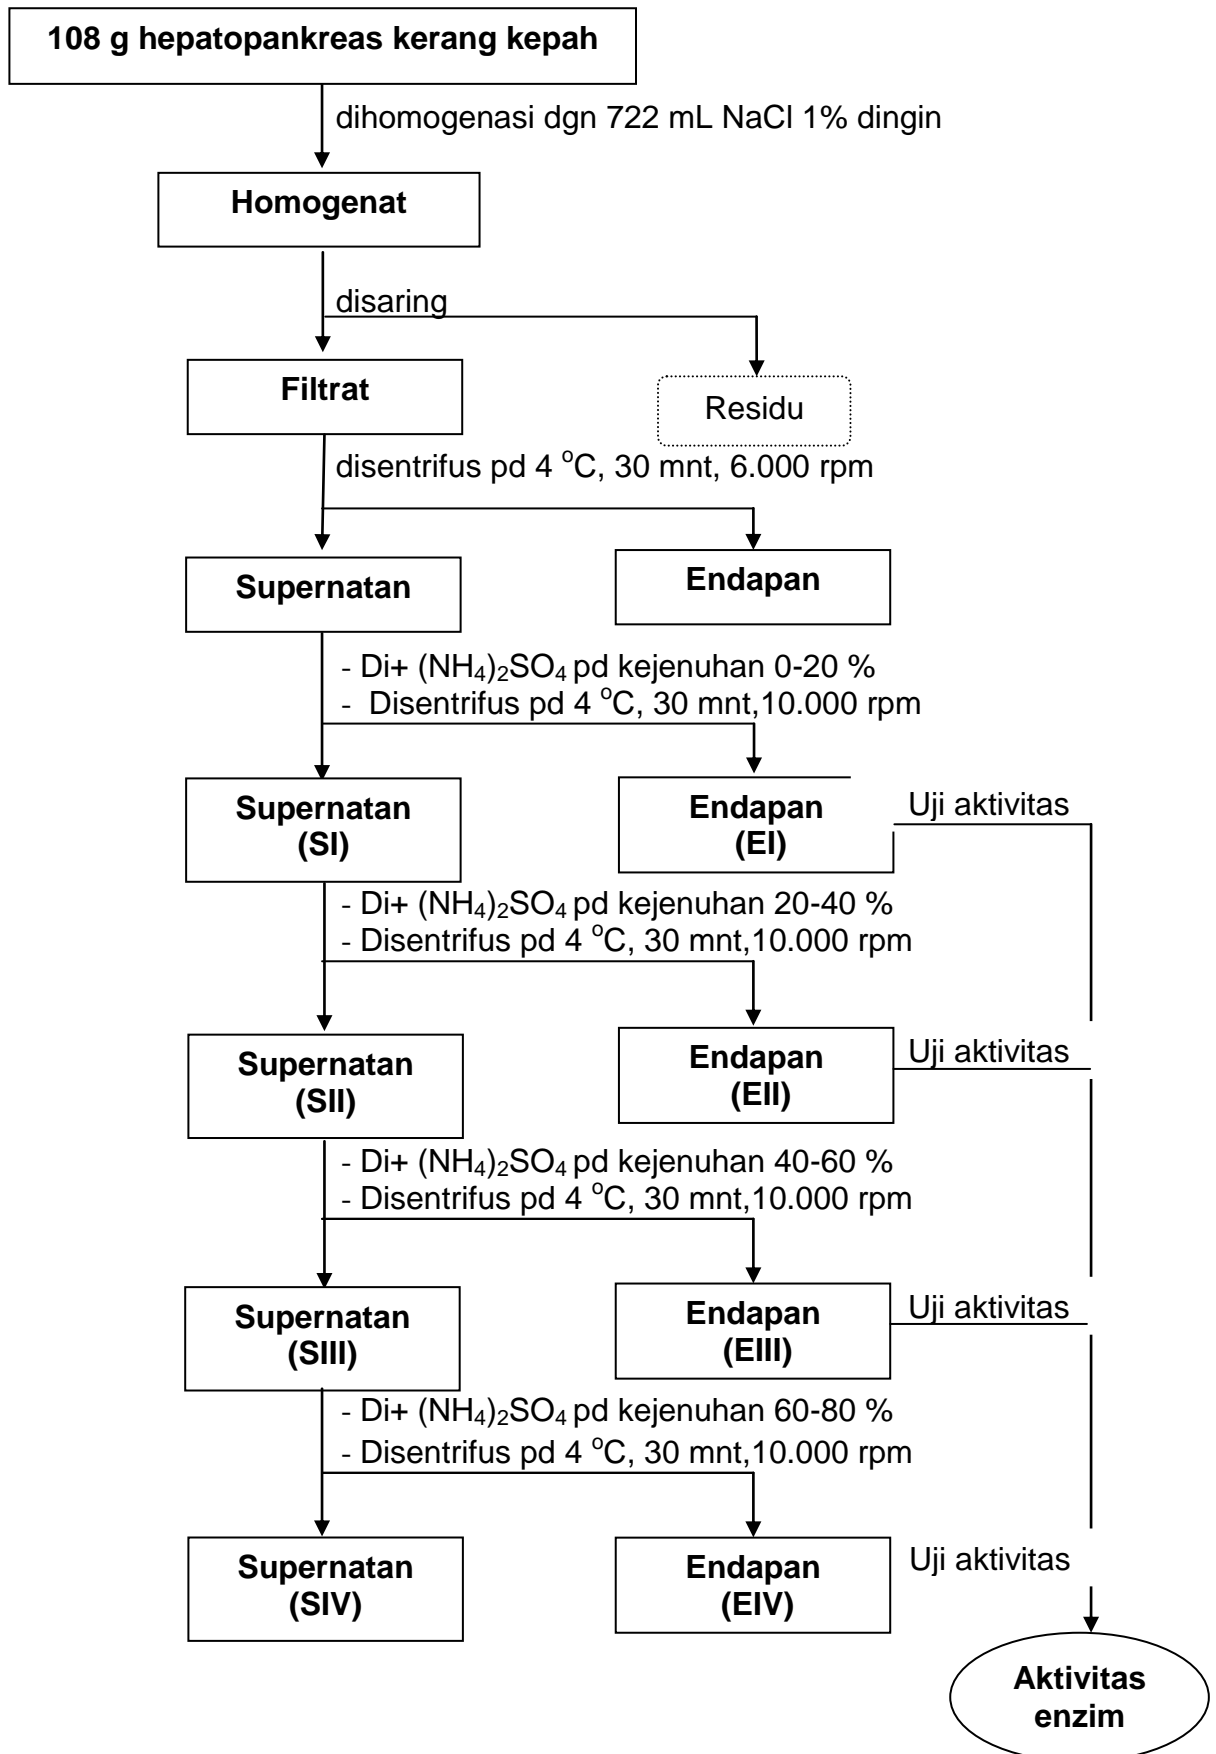 108 g hepatopankreas kerang kepah
dihomogenasi dgn 722 mL NaCl 1% dingin
Homogenat
disaring
Filtrat
Residu
disentrifus pd 4 °C, 30 mnt, 6.000 rpm
Supernatan
Endapan
- Di+ (NH₄)₂SO₄ pd kejenuhan 0-20 %
- Disentrifus pd 4 °C, 30 mnt,10.000 rpm
Supernatan
(SI)
Endapan
(EI)
Uji aktivitas
- Di+ (NH₄)₂SO₄ pd kejenuhan 20-40 %
- Disentrifus pd 4 °C, 30 mnt,10.000 rpm
Supernatan
(SII)
Endapan
(EII)
Uji aktivitas
- Di+ (NH₄)₂SO₄ pd kejenuhan 40-60 %
- Disentrifus pd 4 °C, 30 mnt,10.000 rpm
Supernatan
(SIII)
Endapan
(EIII)
Uji aktivitas
- Di+ (NH₄)₂SO₄ pd kejenuhan 60-80 %
- Disentrifus pd 4 °C, 30 mnt,10.000 rpm
Supernatan
(SIV)
Endapan
(EIV)
Uji aktivitas
Aktivitas
enzim